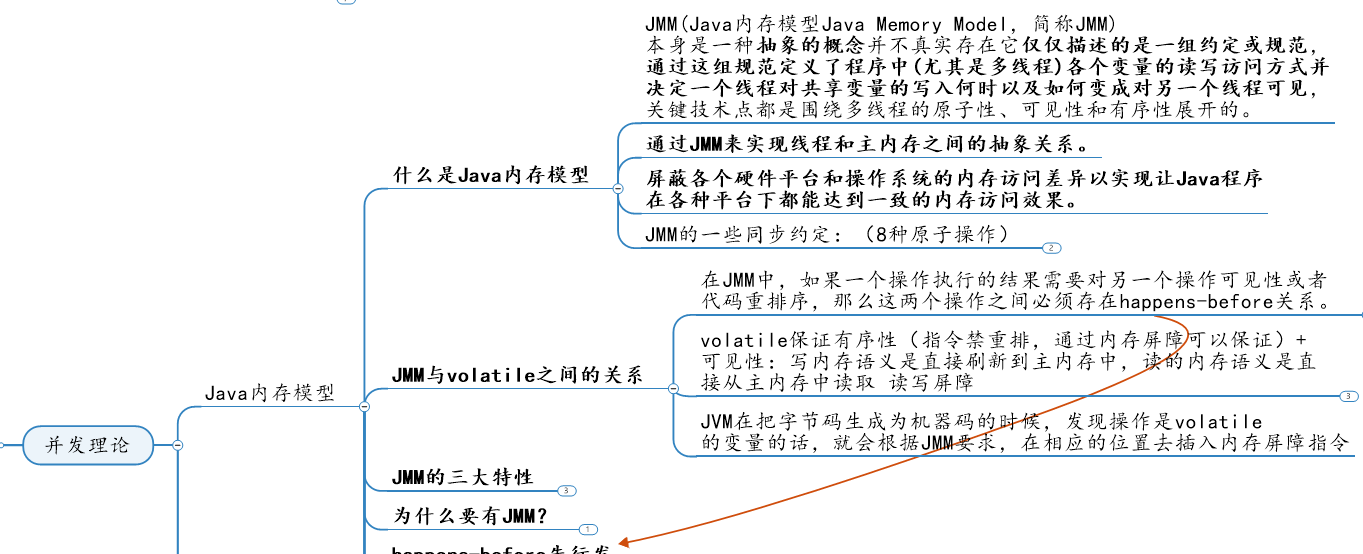 JMM(Java内存模型Java Memory Model，简称JMM)
本身是一种抽象的概念并不真实存在它仅仅描述的是一组约定或规范，
通过这组规范定义了程序中(尤其是多线程)各个变量的读写访问方式并
决定一个线程对共享变量的写入何时以及如何变成对另一个线程可见，
关键技术点都是围绕多线程的原子性、可见性和有序性展开的。
通过JMM来实现线程和主内存之间的抽象关系。
什么是Java内存模型
屏蔽各个硬件平台和操作系统的内存访问差异以实现让Java程序
在各种平台下都能达到一致的内存访问效果。
JMM的一些同步约定：（8种原子操作）
2
在JMM中，如果一个操作执行的结果需要对另一个操作可见性或者
代码重排序，那么这两个操作之间必须存在happens-before关系。
volatile保证有序性（指令禁重排，通过内存屏障可以保证）+
可见性：写内存语义是直接刷新到主内存中，读的内存语义是直
接从主内存中读取 读写屏障
3
JMM与volatile之间的关系
JVM在把字节码生成为机器码的时候，发现操作是volatile
的变量的话，就会根据JMM要求，在相应的位置去插入内存屏障指令
Java内存模型
并发理论
JMM的三大特性
3
为什么要有JMM？
1
happens-before先行发